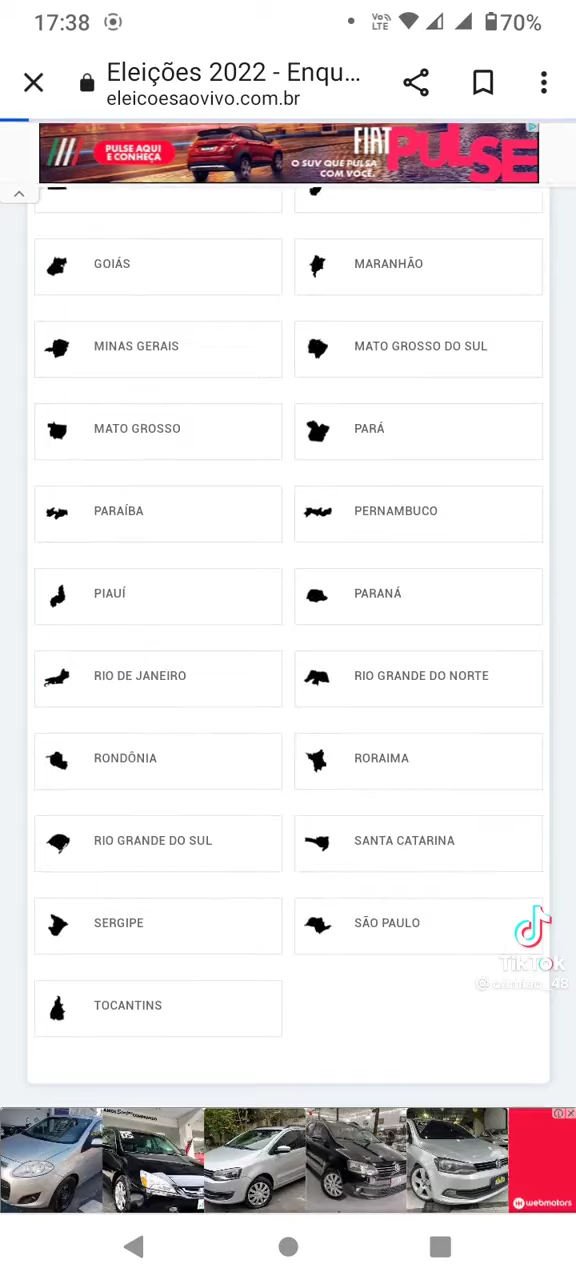 17:38
Vo) LTE
70%
Eleições 2022 - Enqu...
eleicoesaovivo.com.br
PULSE AQUI
E CONHEÇA
FIAT PULSE
O SUV QUE PULSA
COM VOCÊ.
GOIÁS
MARANHÃO
MINAS GERAIS
MATO GROSSO DO SUL
MATO GROSSO
PARÁ
PARAÍBA
PERNAMBUCO
PIAUÍ
PARANÁ
RIO DE JANEIRO
RIO GRANDE DO NORTE
RONDÔNIA
RORAIMA
RIO GRANDE DO SUL
SANTA CATARINA
SERGIPE
SÃO PAULO
TikTok
TOCANTINS
webmotors